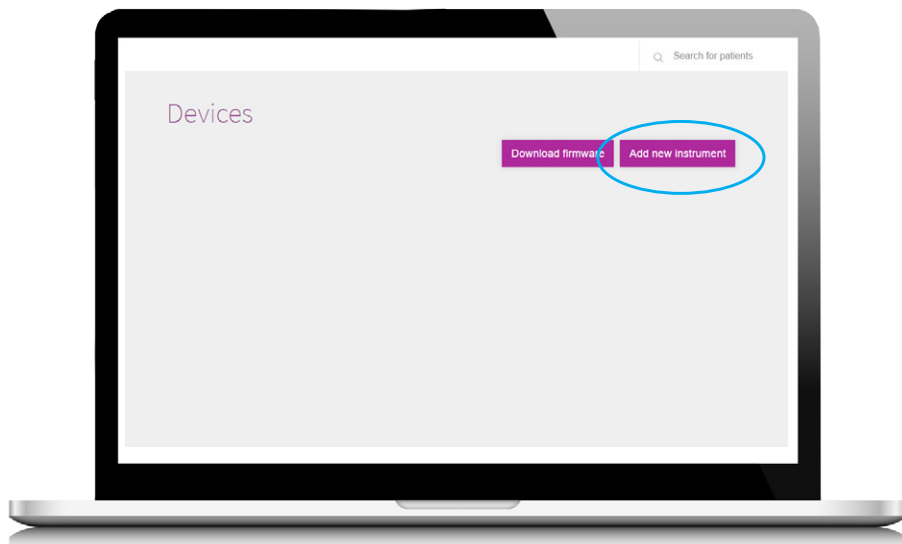 Search for patients
Devices
Download firmware Add new instrument